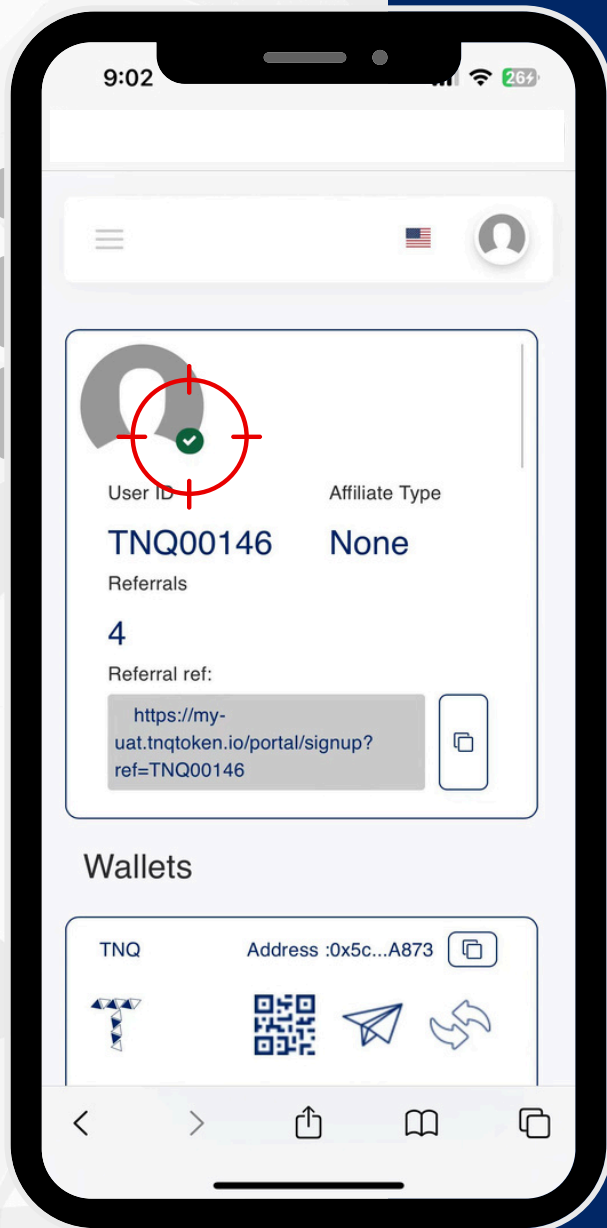 9:02
26
User ID
Affiliate Type
TNQ00146
None
Referrals
4
Referral ref:
https://my-
uat.tnqtoken.io/portal/signup?
ref=TNQ00146
Wallets
TNQ
Address :0x5c...A873